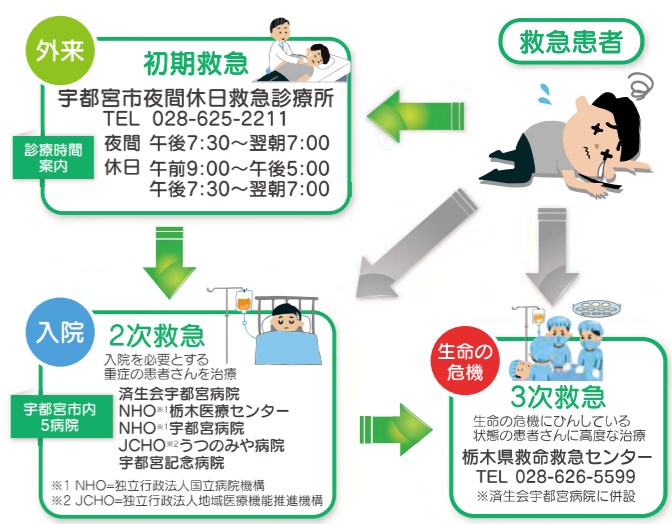 救急患者
外来
初期救急
宇都宮市夜間休日救急診療所
TEL 028-625-2211
診療時間
案内
夜間 午後7:30〜翌朝7:00
休日 午前9:00〜午後5:00
午後7:30〜翌朝7:00
入院
2次救急
入院を必要とする
重症の患者さんを治療
宇都宮市内
5病院
済生会宇都宮病院
NHO※1栃木医療センター
NHO※1宇都宮病院
JCHO※2うつのみや病院
宇都宮記念病院
※1 NHO=独立行政法人国立病院機構
※2 JCHO=独立行政法人地域医療機能推進機構
生命の
危機
3次救急
生命の危機にひんしている
状態の患者さんに高度な治療
栃木県救命救急センター
TEL 028-626-5599
※済生会宇都宮病院に併設